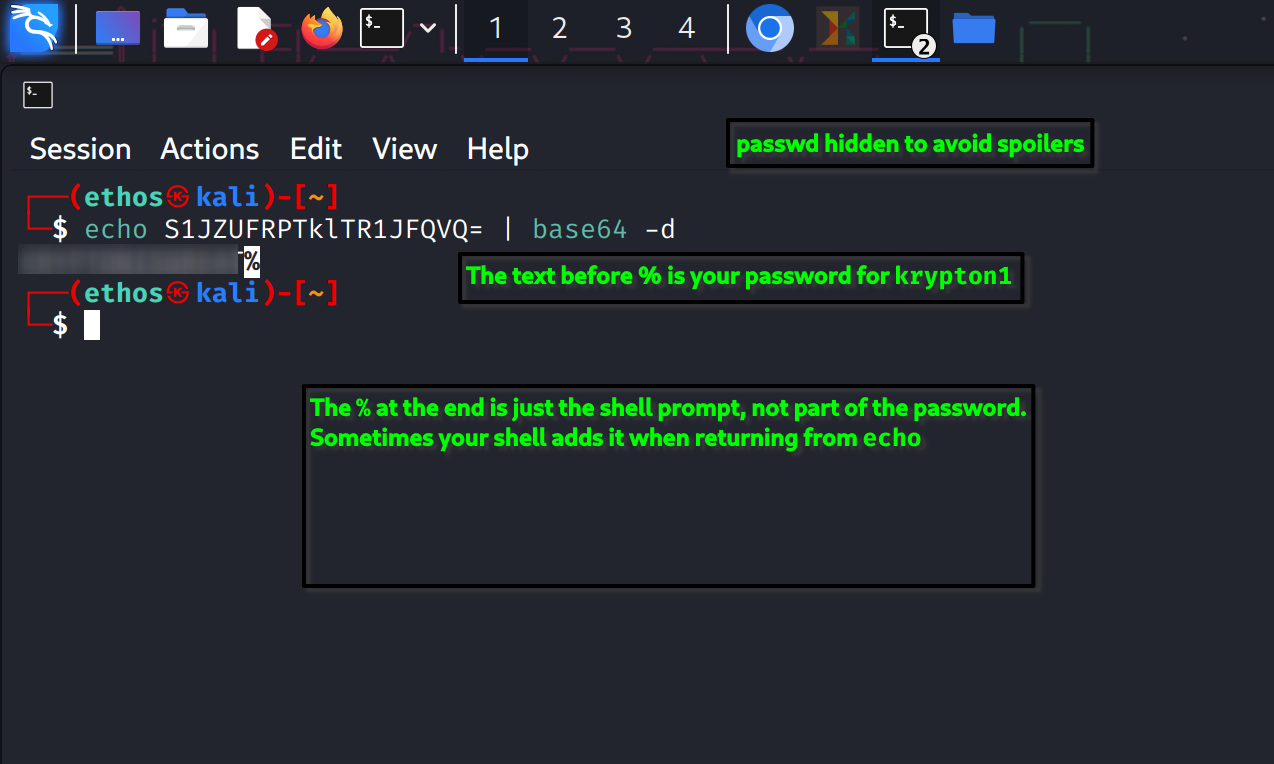 $_
1 2 3 4
$_ 2
$_
Session Actions Edit View Help
passwd hidden to avoid spoilers
(ethos㉿kali)-[~]
$ echo S1JZUFRPTklTR1JFQVQ= | base64 -d
%
The text before % is your password for krypton1
(ethos㉿kali)-[~]
$
The % at the end is just the shell prompt, not part of the password.
Sometimes your shell adds it when returning from echo